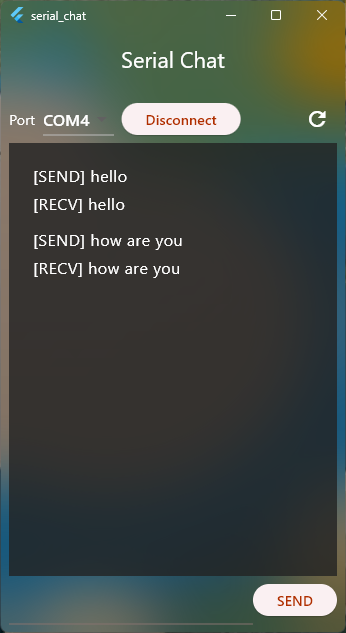 serial_chat
Serial Chat
Port COM4 Disconnect
[SEND] hello
[RECV] hello
[SEND] how are you
[RECV] how are you
SEND